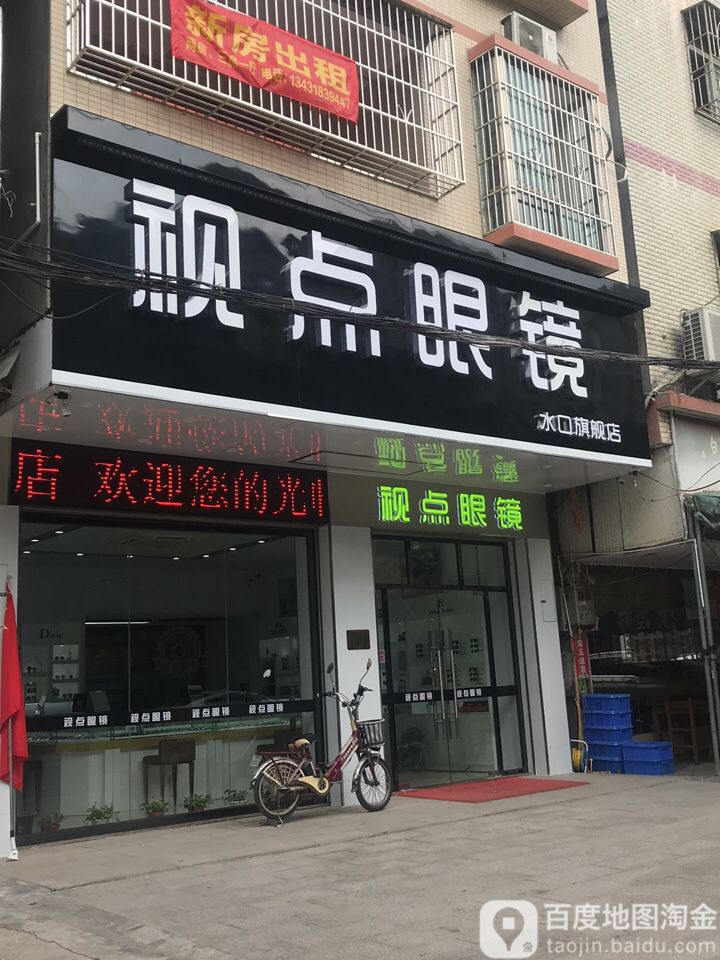 新房出租
电话:13431839447
视点眼镜
水口旗舰店
店 欢迎您的光
视点眼镜
Dior
视点眼镜 视点眼镜 视点眼镜 视点眼镜
视点眼镜 视点眼镜
百度地图淘金
taojin.baidu.com